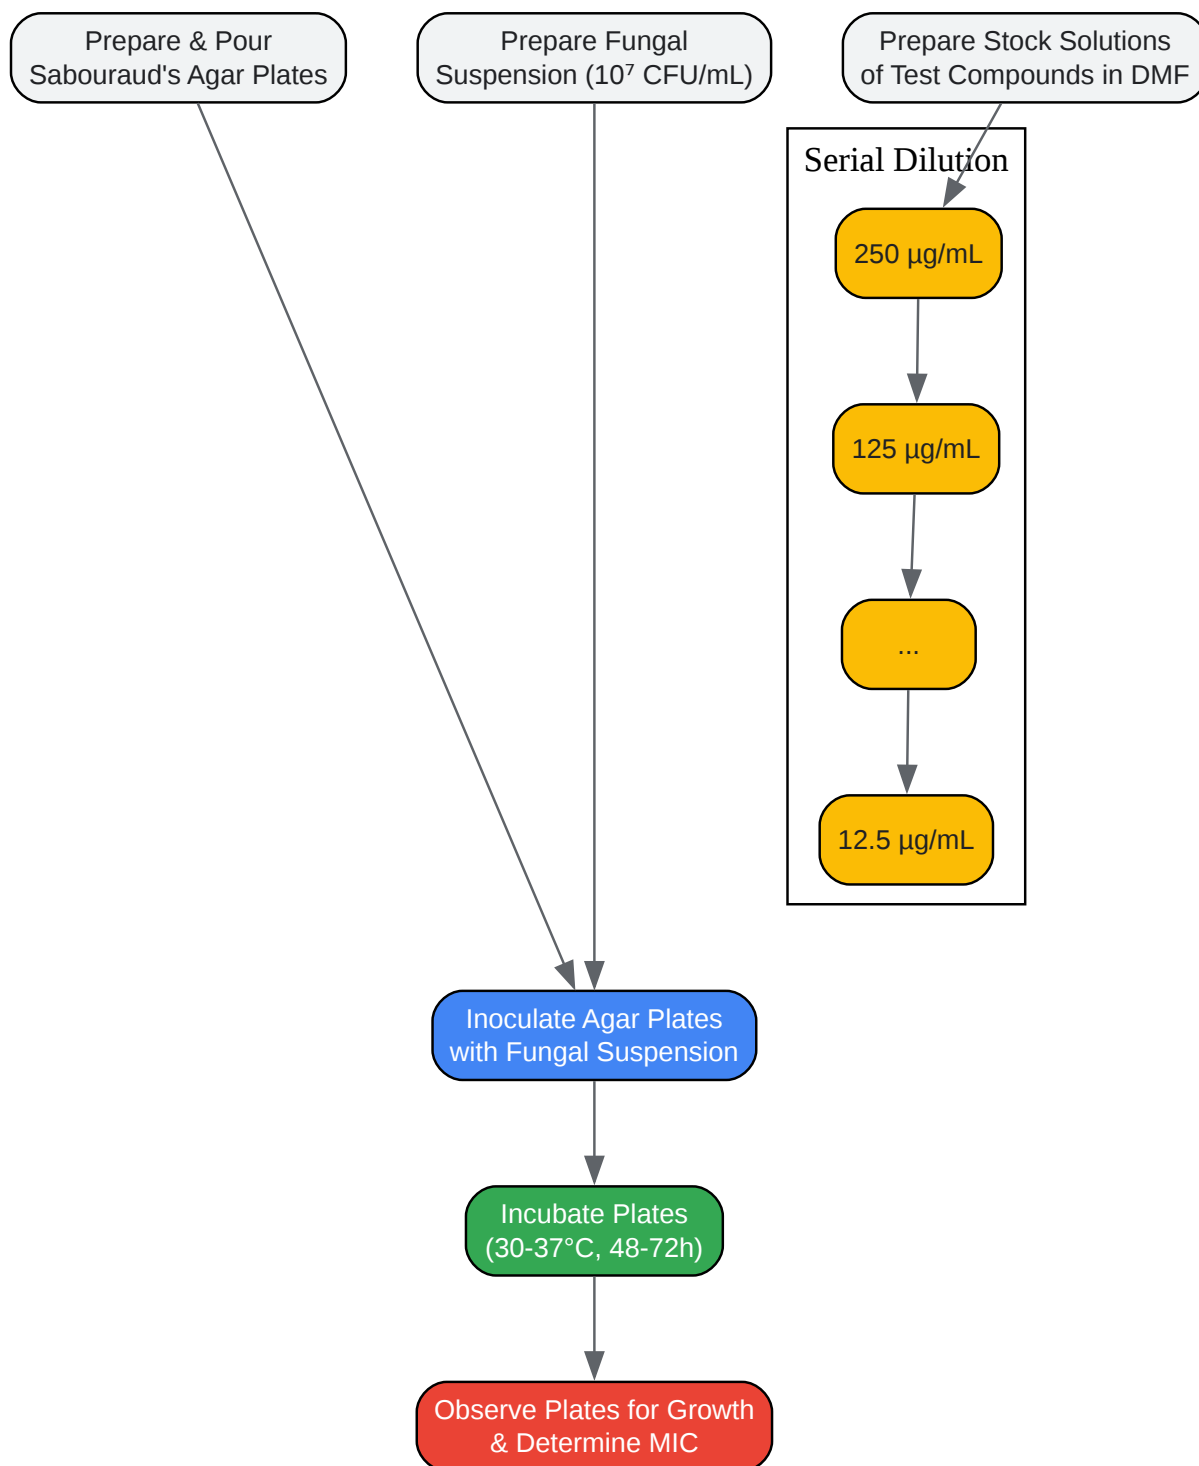 Prepare & Pour
Sabouraud's Agar Plates
Prepare Fungal
Suspension (10⁷ CFU/mL)
Prepare Stock Solutions
of Test Compounds in DMF
Serial Dilution
250 µg/mL
125 µg/mL
...
12.5 µg/mL
Inoculate Agar Plates
with Fungal Suspension
Incubate Plates
(30-37°C, 48-72h)
Observe Plates for Growth
& Determine MIC